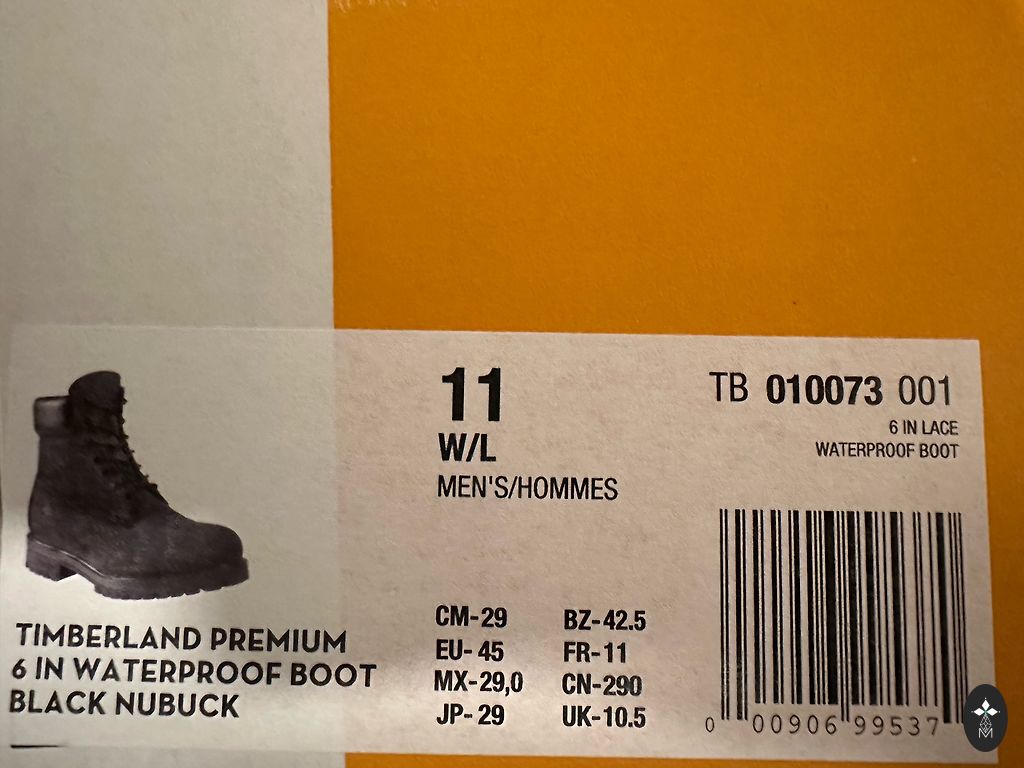 11
W/L
MEN'S/HOMMES
TB 010073 001
6 IN LACE
WATERPROOF BOOT
TIMBERLAND PREMIUM
6 IN WATERPROOF BOOT
BLACK NUBUCK
CM-29 BZ-42.5
EU-45 FR-11
MX-29,0 CN-290
JP-29 UK-10.5
0 00906 99537
M